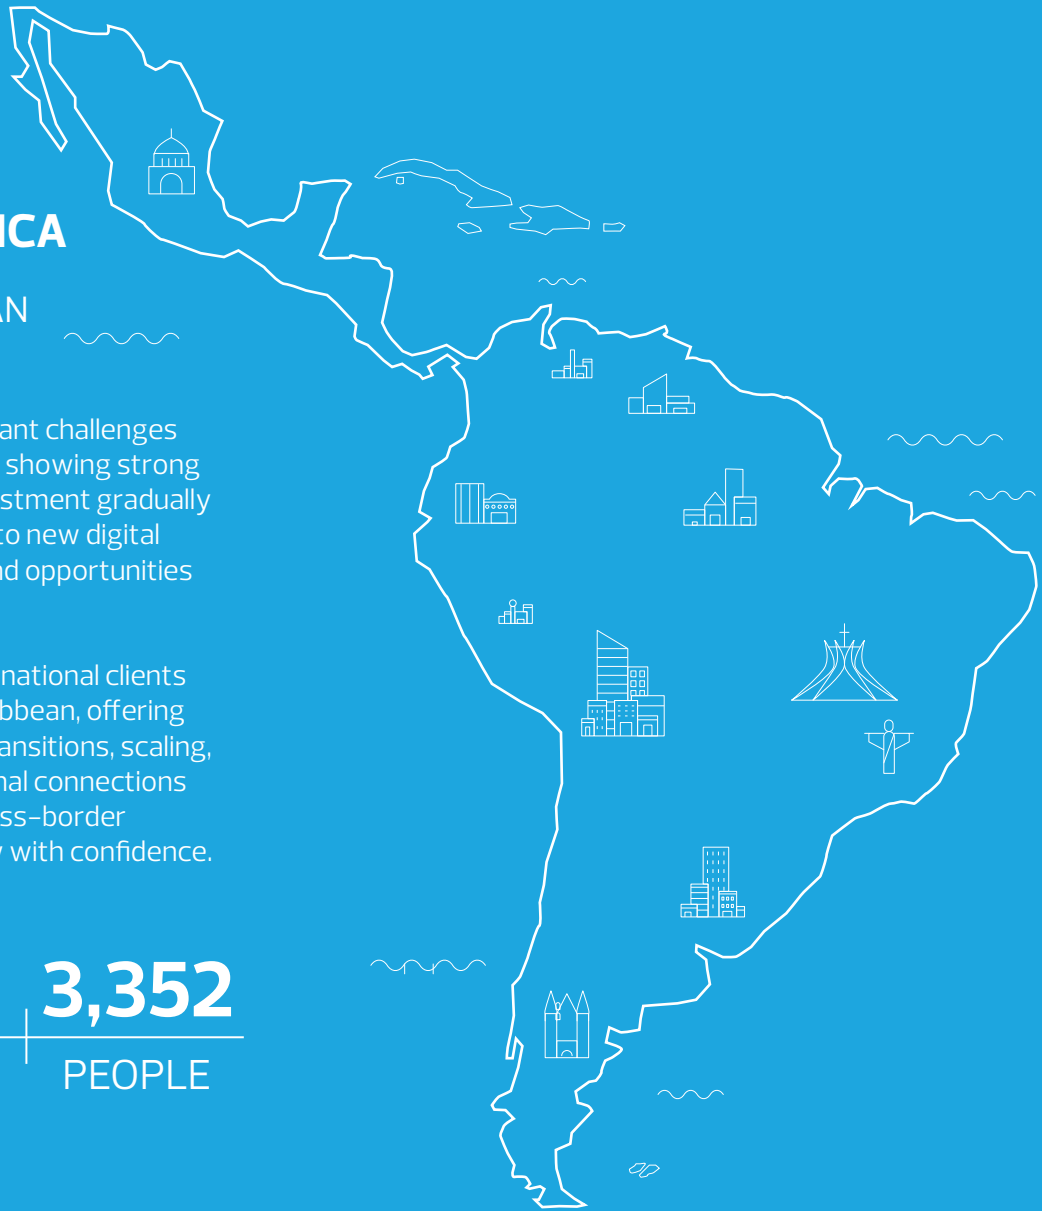 ICA
AN
ant challenges
showing strong
stment gradually
to new digital
nd opportunities
national clients
bbean, offering
ansitions, scaling,
nal connections
ss-border
with confidence.
3,352
PEOPLE